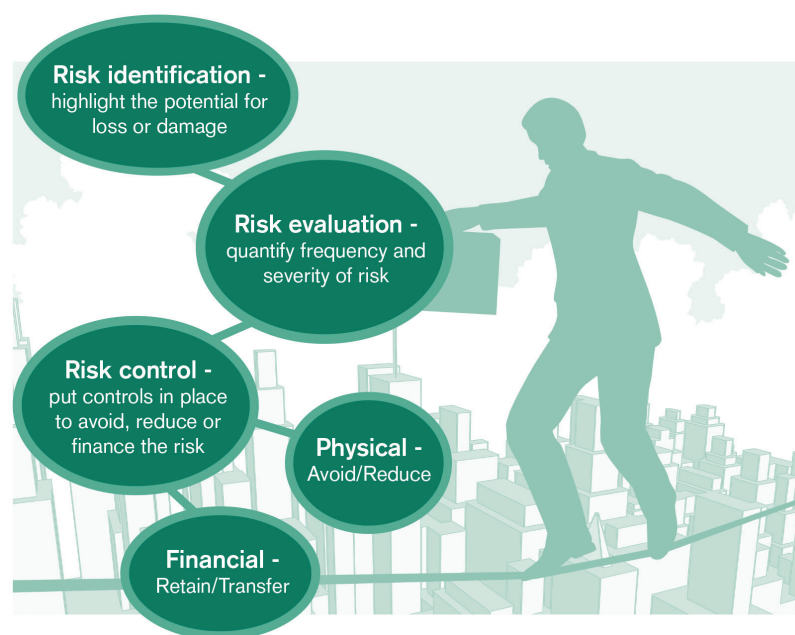 Risk identification -
highlight the potential for
loss or damage
Risk evaluation -
quantify frequency and
severity of risk
Risk control -
put controls in place
to avoid, reduce or
finance the risk
Physical -
Avoid/Reduce
Financial -
Retain/Transfer